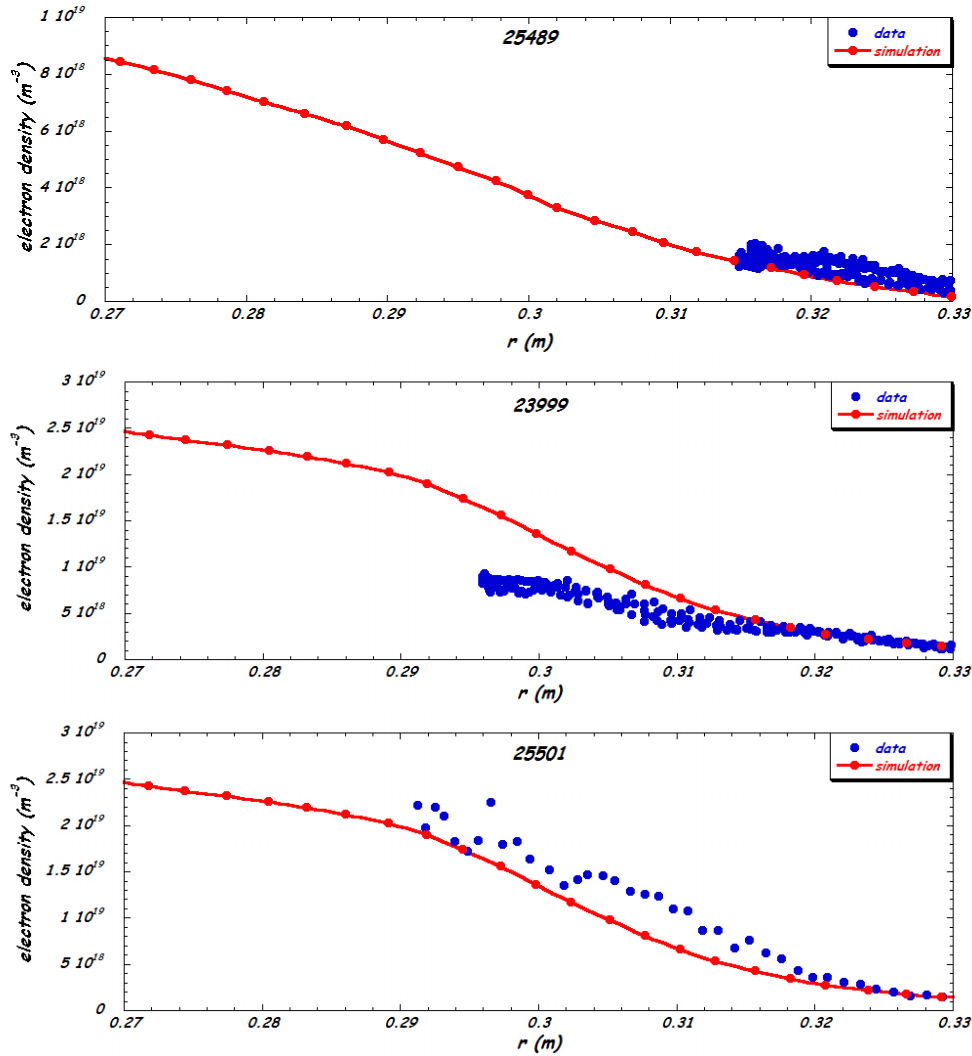 1 10^19
25489
data
simulation
8 10^18
6 10^18
4 10^18
2 10^18
0
electron density (m^-3)
0.27 0.28 0.29 0.3 0.31 0.32 0.33
r (m)
3 10^19
23999
data
simulation
2.5 10^19
2 10^19
1.5 10^19
1 10^19
5 10^18
0
electron density (m^-3)
0.27 0.28 0.29 0.3 0.31 0.32 0.33
r (m)
3 10^19
25501
data
simulation
2.5 10^19
2 10^19
1.5 10^19
1 10^19
5 10^18
0
electron density (m^-3)
0.27 0.28 0.29 0.3 0.31 0.32 0.33
r (m)